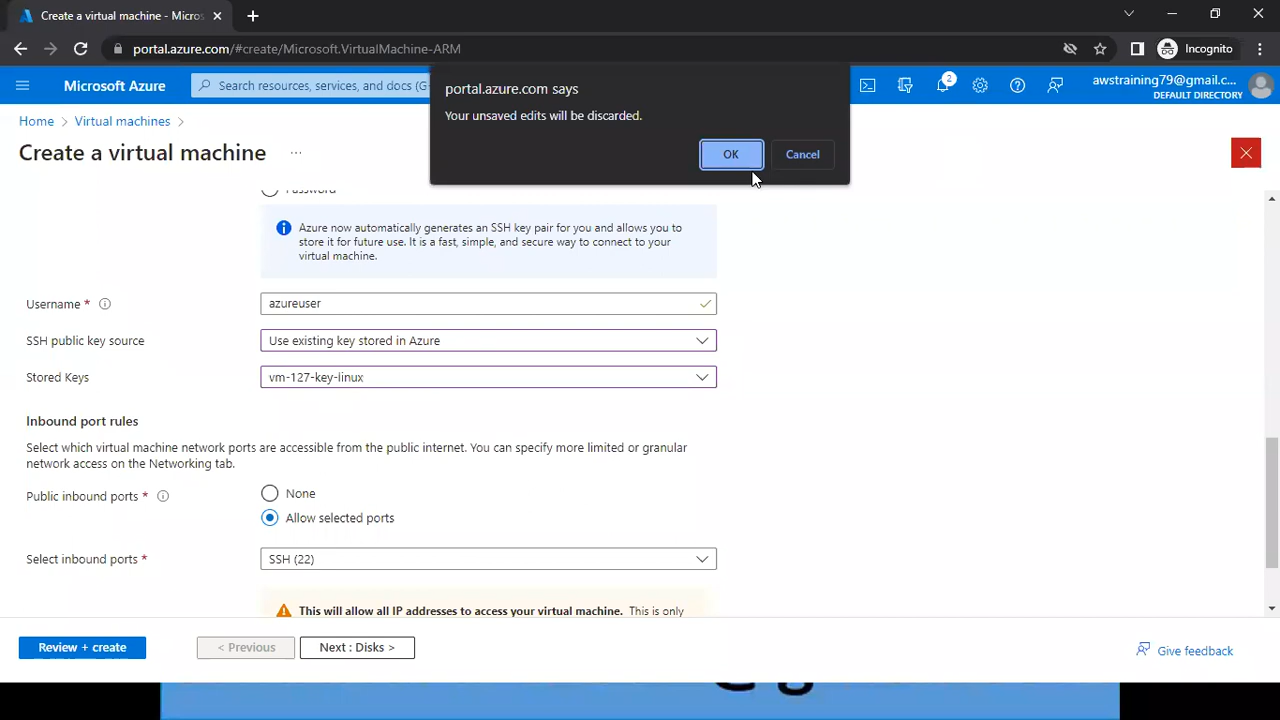 Create a virtual machine - Micros
portal.azure.com/#create/Microsoft.VirtualMachine-ARM
Incognito
Microsoft Azure
Search resources, services, and docs (G
2
awstraining79@gmail.c...
DEFAULT DIRECTORY
portal.azure.com says
Your unsaved edits will be discarded.
OK
Cancel
Home > Virtual machines >
Create a virtual machine ...
Password
Azure now automatically generates an SSH key pair for you and allows you to
store it for future use. It is a fast, simple, and secure way to connect to your
virtual machine.
Username *
azureuser
SSH public key source
Use existing key stored in Azure
Stored Keys
vm-127-key-linux
Inbound port rules
Select which virtual machine network ports are accessible from the public internet. You can specify more limited or granular
network access on the Networking tab.
Public inbound ports *
None
Allow selected ports
Select inbound ports *
SSH (22)
This will allow all IP addresses to access your virtual machine. This is only
Review + create
< Previous
Next : Disks >
Give feedback